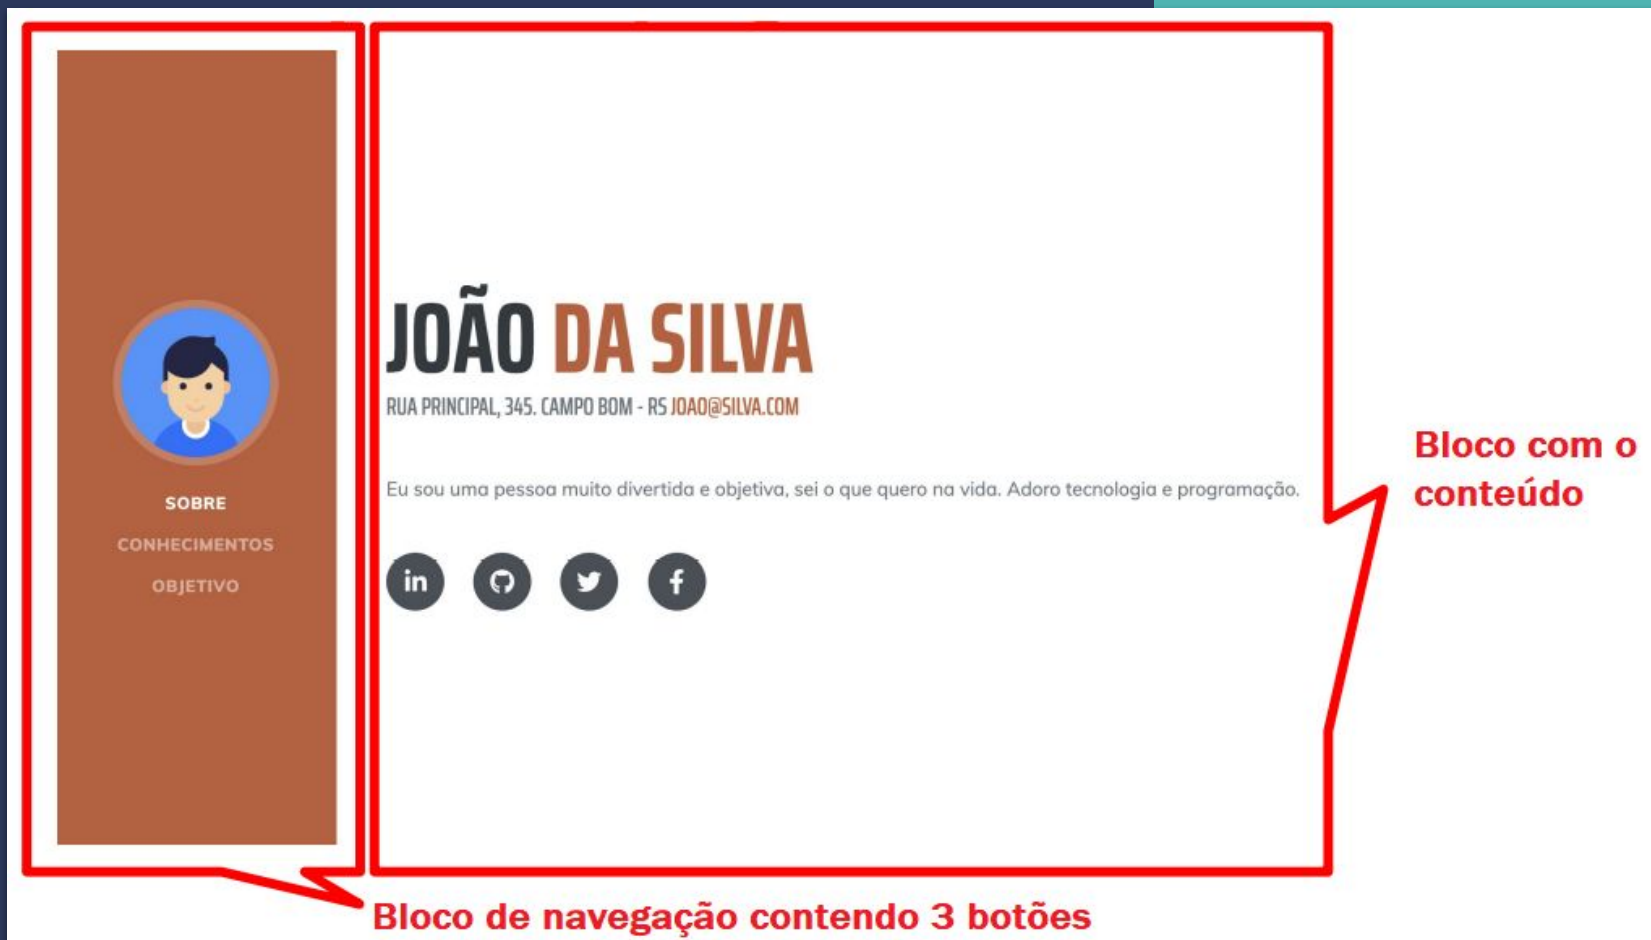 SOBRE
CONHECIMENTOS
OBJETIVO
JOÃO DA SILVA
RUA PRINCIPAL, 345. CAMPO BOM - RS JOAO@SILVA.COM
Eu sou uma pessoa muito divertida e objetiva, sei o que quero na vida. Adoro tecnologia e programação.
in
f
Bloco com o
conteúdo
Bloco de navegação contendo 3 botões